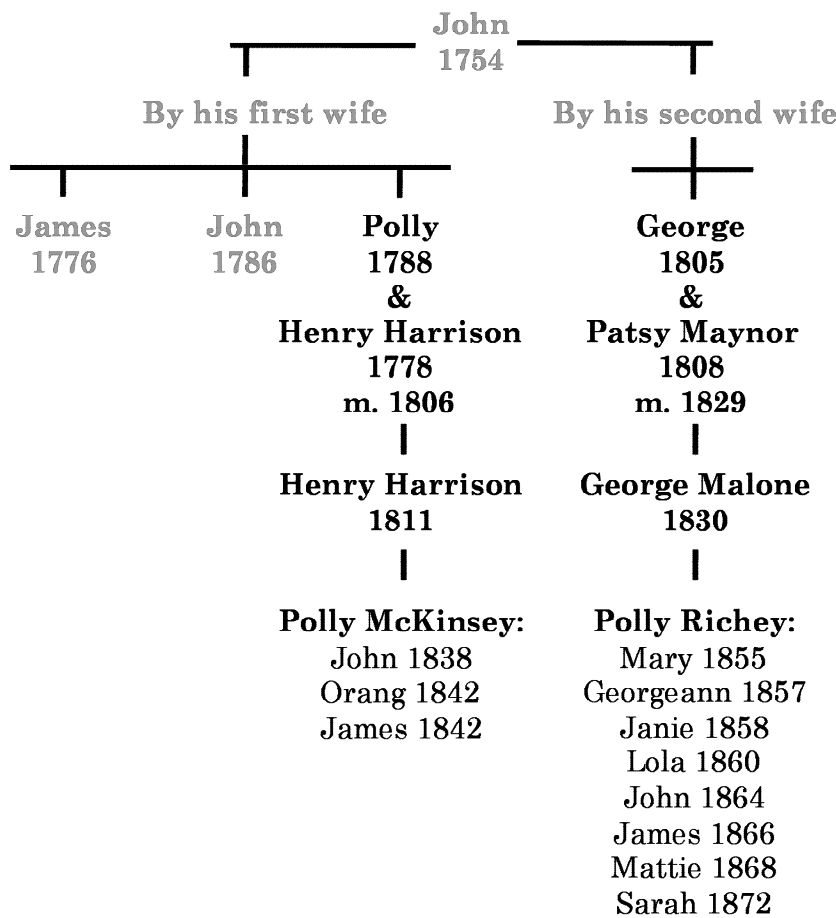 John
1754
By his first wife
By his second wife
James
1776
John
1786
Polly
1788
&
Henry Harrison
1778
m. 1806
Henry Harrison
1811
Polly McKinsey:
John 1838
Orang 1842
James 1842
George
1805
&
Patsy Maynor
1808
m. 1829
George Malone
1830
Polly Richey:
Mary 1855
Georgeann 1857
Janie 1858
Lola 1860
John 1864
James 1866
Mattie 1868
Sarah 1872